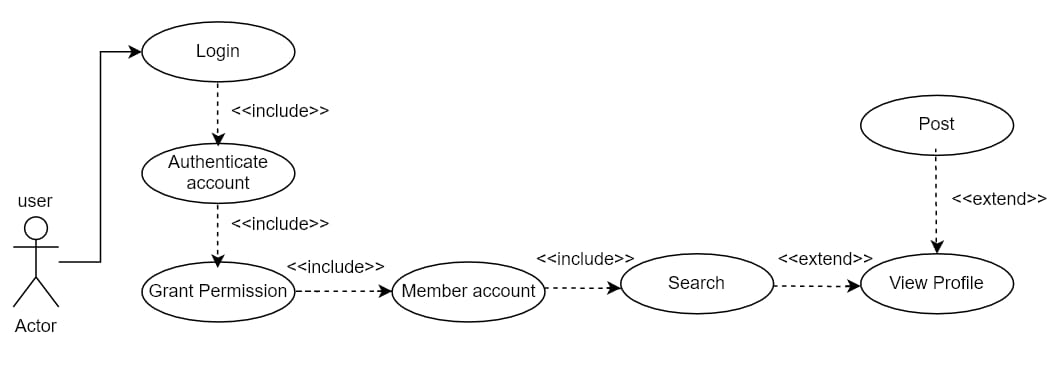 Login
<<include>>
Post
Authenticate
account
user
<<extend>>
<<include>>
<<include>>
<<include>>
<<extend>>
Grant Permission
Member account
Search
View Profile
Actor